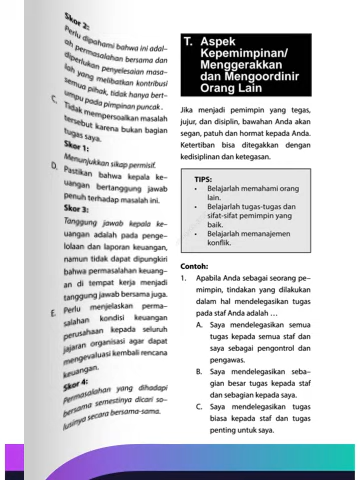 Skor 2:
Perlu dipahami bahwa ini adal-
ah permasalahan bersama dan
diperlukan penyelesaian masa-
lah yang melibatkan kontribusi
semua pihak, tidak hanya bert-
umpu pada pimpinan puncak .
C. Tidak mempersoalkan masalah
tersebut karena bukan bagian
tugas saya.
Skor 1:
Menunjukkan sikap permisif.
D. Pastikan bahwa kepala ke-
uangan bertanggung jawab
penuh terhadap masalah ini.
Skor 3:
Tanggung jawab kepala ke-
uangan adalah pada penge-
lolaan dan laporan keuangan,
namun tidak dapat dipungkiri
bahwa permasalahan keuang-
an di tempat kerja menjadi
tanggung jawab bersama juga.
E. Perlu menjelaskan perma-
salahan kondisi keuangan
perusahaan kepada seluruh
jajaran organisasi agar dapat
mengevaluasi kembali rencana
keuangan.
Skor 4:
Permasalahan yang dihadapi
bersama semestinya dicari so-
lusinya secara bersama-sama.
T. Aspek
Kepemimpinan/
Menggerakkan
dan Mengoordinir
Orang Lain
Jika menjadi pemimpin yang tegas,
jujur, dan disiplin, bawahan Anda akan
segan, patuh dan hormat kepada Anda.
Ketertiban bisa ditegakkan dengan
kedisiplinan dan ketegasan.
TIPS:
• Belajarlah memahami orang
lain.
• Belajarlah tugas-tugas dan
sifat-sifat pemimpin yang
baik.
• Belajarlah memanajemen
konflik.
Contoh:
1. Apabila Anda sebagai seorang pe-
mimpin, tindakan yang dilakukan
dalam hal mendelegasikan tugas
pada staf Anda adalah …
A. Saya mendelegasikan semua
tugas kepada semua staf dan
saya sebagai pengontrol dan
pengawas.
B. Saya mendelegasikan seba-
gian besar tugas kepada staf
dan sebagian kepada saya.
C. Saya mendelegasikan tugas
biasa kepada staf dan tugas
penting untuk saya.